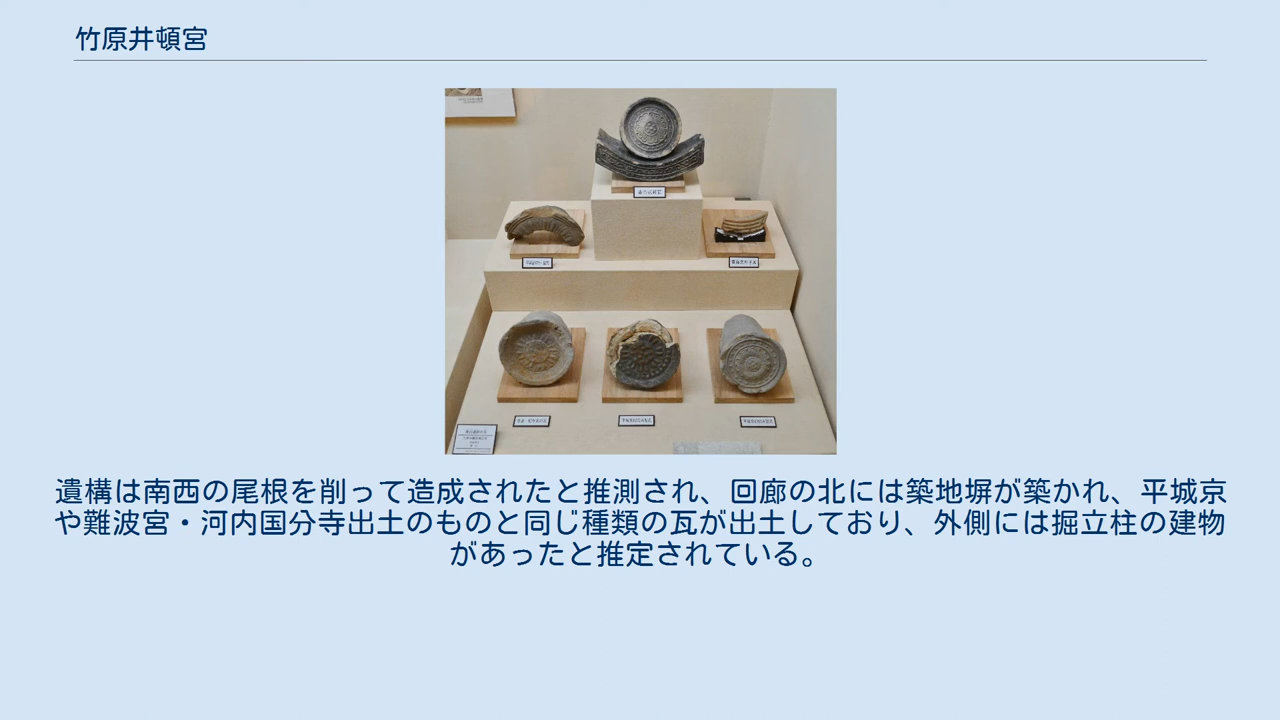 竹原井頓宮
遺構は南西の尾根を削って造成されたと推測され、回廊の北には築地塀が築かれ、平城京
や難波宮・河内国分寺出土のものと同じ種類の瓦が出土しており、外側には掘立柱の建物
があったと推定されている。